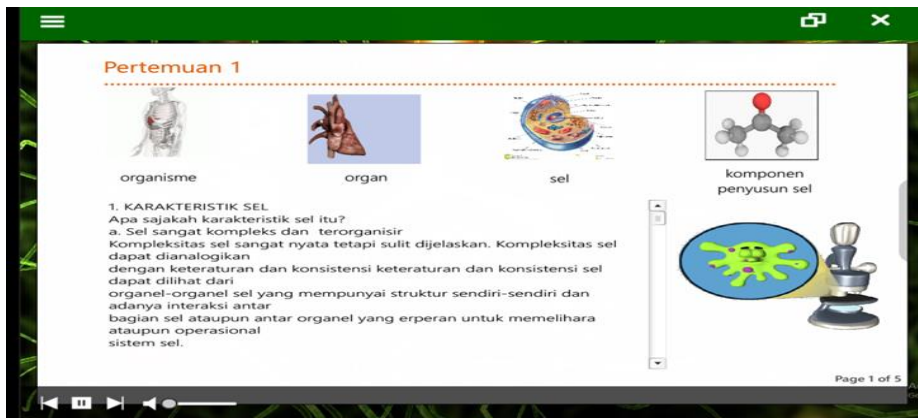 Pertemuan 1
organisme
organ
sel
komponen
penyusun sel
1. KARAKTERISTIK SEL
Apa sajakah karakteristik sel itu?
a. Sel sangat kompleks dan terorganisir
Kompleksitas sel sangat nyata tetapi sulit dijelaskan. Kompleksitas sel
dapat dianalogikan
dengan keteraturan dan konsistensi keteraturan dan konsistensi sel
dapat dilihat dari
organel-organel sel yang mempunyai struktur sendiri-sendiri dan
adanya interaksi antar
bagian sel ataupun antar organel yang erperan untuk memelihara
ataupun operasional
sistem sel.
Page 1 of 5